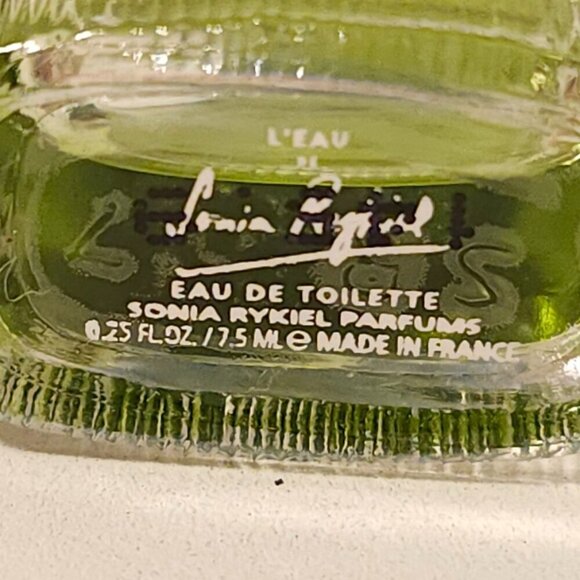 L'EAU
DE
Sonia Rykiel
EAU DE TOILETTE
SONIA RYKIEL PARFUMS
0.25 FL.OZ. / 7.5 ML e MADE IN FRANCE